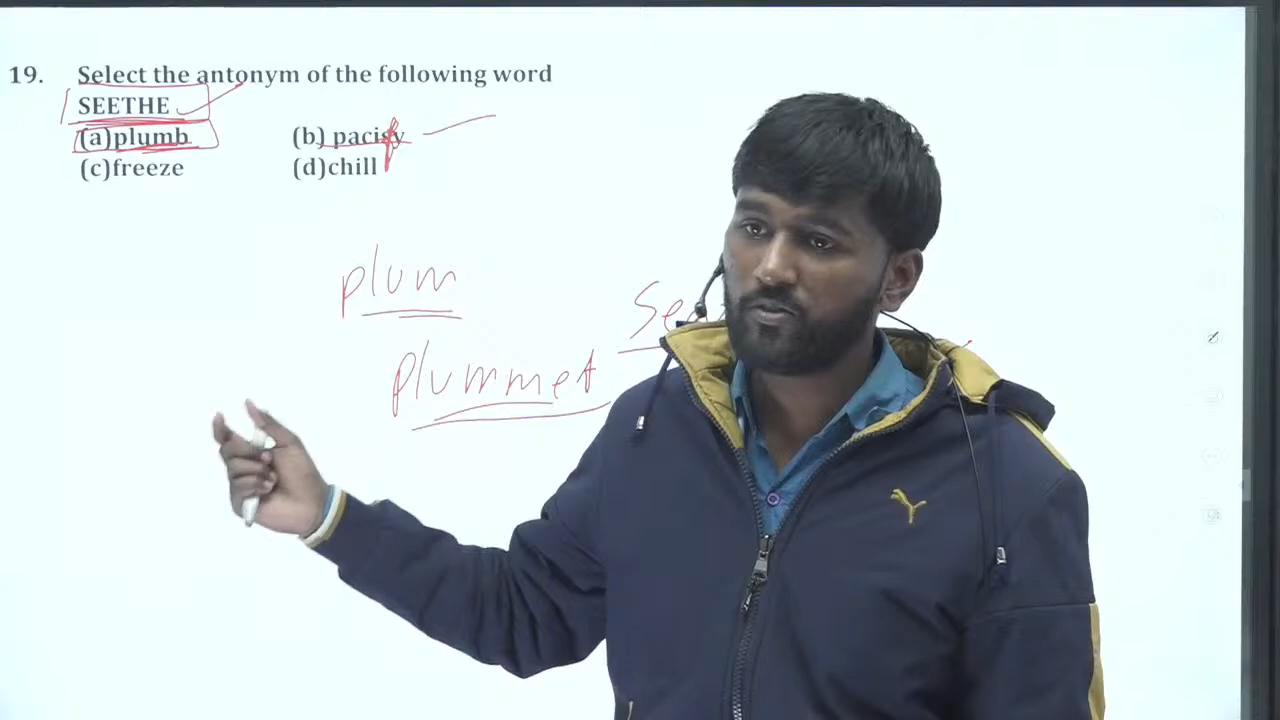 19. Select the antonym of the following word
SEETHE
(a)plumb (b) pacify
(c)freeze (d)chill
plum
plummet